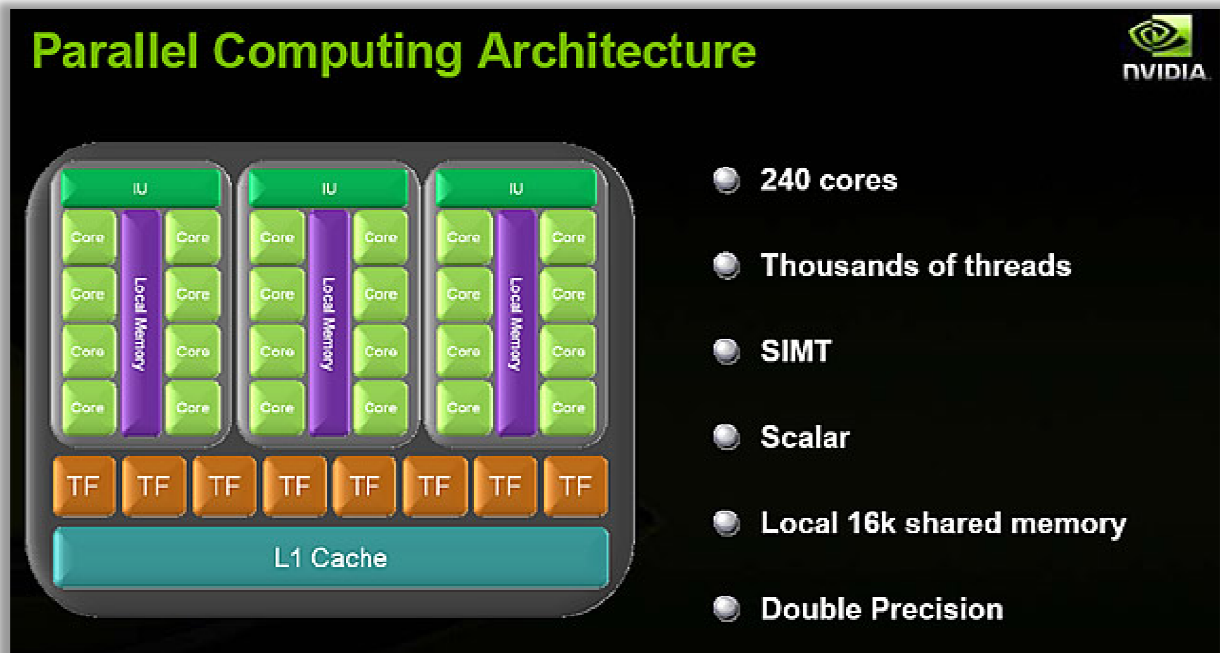 Parallel Computing Architecture
NVIDIA.
IU IU IU
Core Core Core Core Core Core
Core Core Core Core Core Core
Local Memory Local Memory Local Memory
Core Core Core Core Core Core
Core Core Core Core Core Core
TF TF TF TF TF TF TF TF
L1 Cache
240 cores
Thousands of threads
SIMT
Scalar
Local 16k shared memory
Double Precision